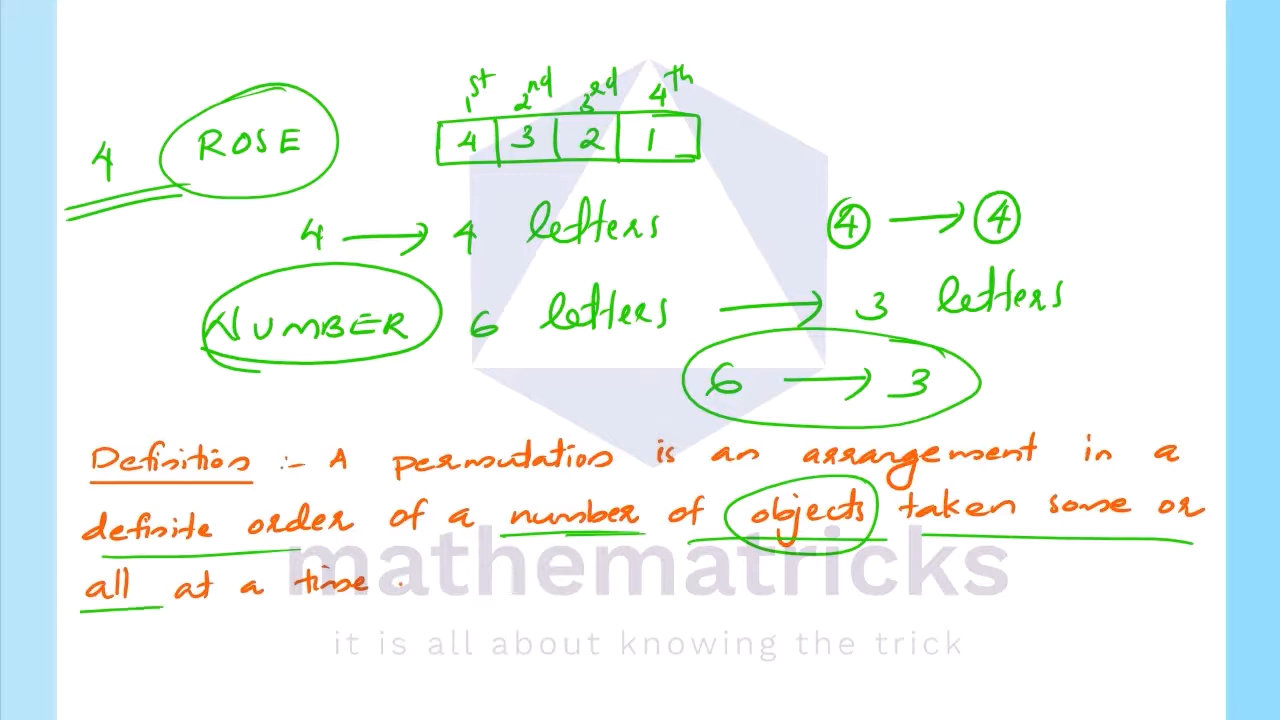 1st 2nd 3rd 4th
4 ROSE 4 3 2 1
4 → 4 letters 4 → 4
NUMBER 6 letters → 3 letters
6 → 3
Definition :- A permutation is an arrangement in a
definite order of a number of objects taken some or
all at a time.
mathematricks
it is all about knowing the trick